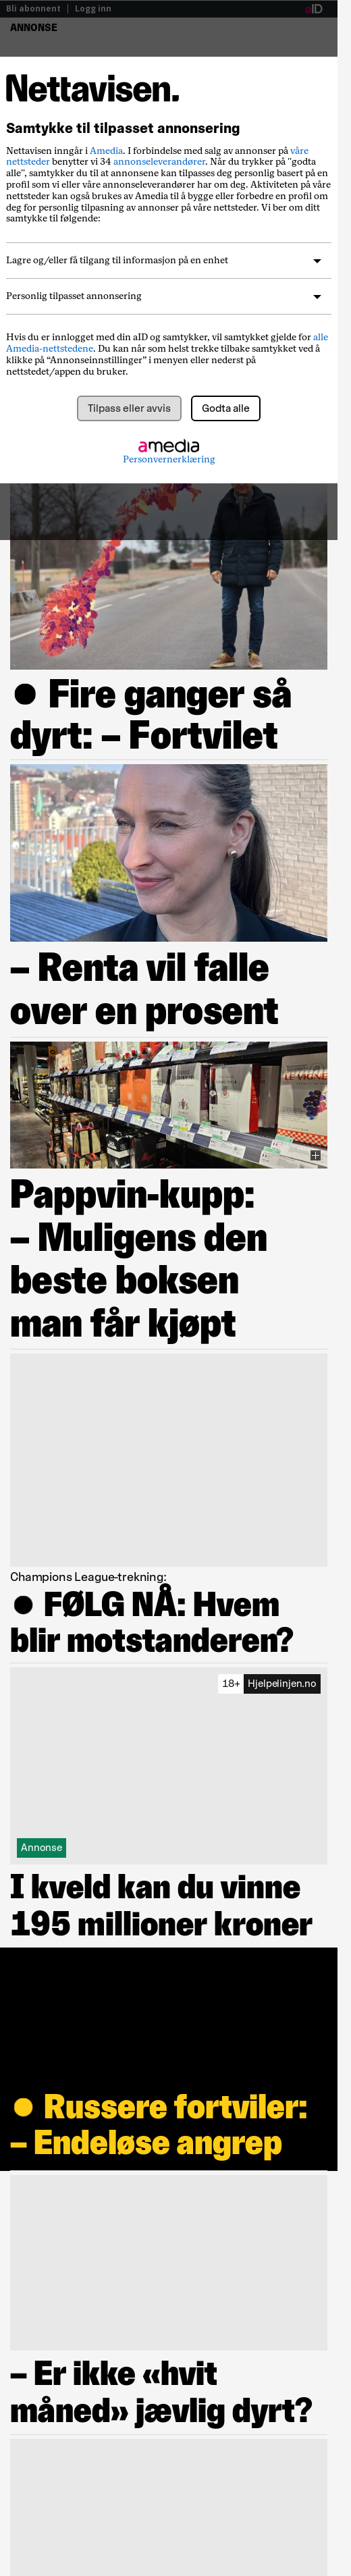 Bli abonnent | Logg inn aID
ANNONSE
Nettavisen.
Samtykke til tilpasset annonsering
Nettavisen inngår i Amedia. I forbindelse med salg av annonser på våre
nettsteder benytter vi 34 annonseleverandører. Når du trykker på "godta
alle", samtykker du til at annonsene kan tilpasses deg personlig basert på en
profil som vi eller våre annonseleverandører har om deg. Aktiviteten på våre
nettsteder kan også brukes av Amedia til å bygge eller forbedre en profil om
deg for personlig tilpasning av annonser på våre nettsteder. Vi ber om ditt
samtykke til følgende:
Lagre og/eller få tilgang til informasjon på en enhet
Personlig tilpasset annonsering
Hvis du er innlogget med din aID og samtykker, vil samtykket gjelde for alle
Amedia-nettstedene. Du kan når som helst trekke tilbake samtykket ved å
klikke på “Annonseinnstillinger” i menyen eller nederst på
nettstedet/appen du bruker.
Tilpass eller avvis Godta alle
amedia
Personvernerklæring
● Fire ganger så
dyrt: – Fortvilet
– Renta vil falle
over en prosent
LE VIGNE
Pappvin-kupp:
– Muligens den
beste boksen
man får kjøpt
Champions League-trekning:
● FØLG NÅ: Hvem
blir motstanderen?
18+ Hjelpelinjen.no
Annonse
I kveld kan du vinne
195 millioner kroner
● Russere fortviler:
– Endeløse angrep
– Er ikke «hvit
måned» jævlig dyrt?